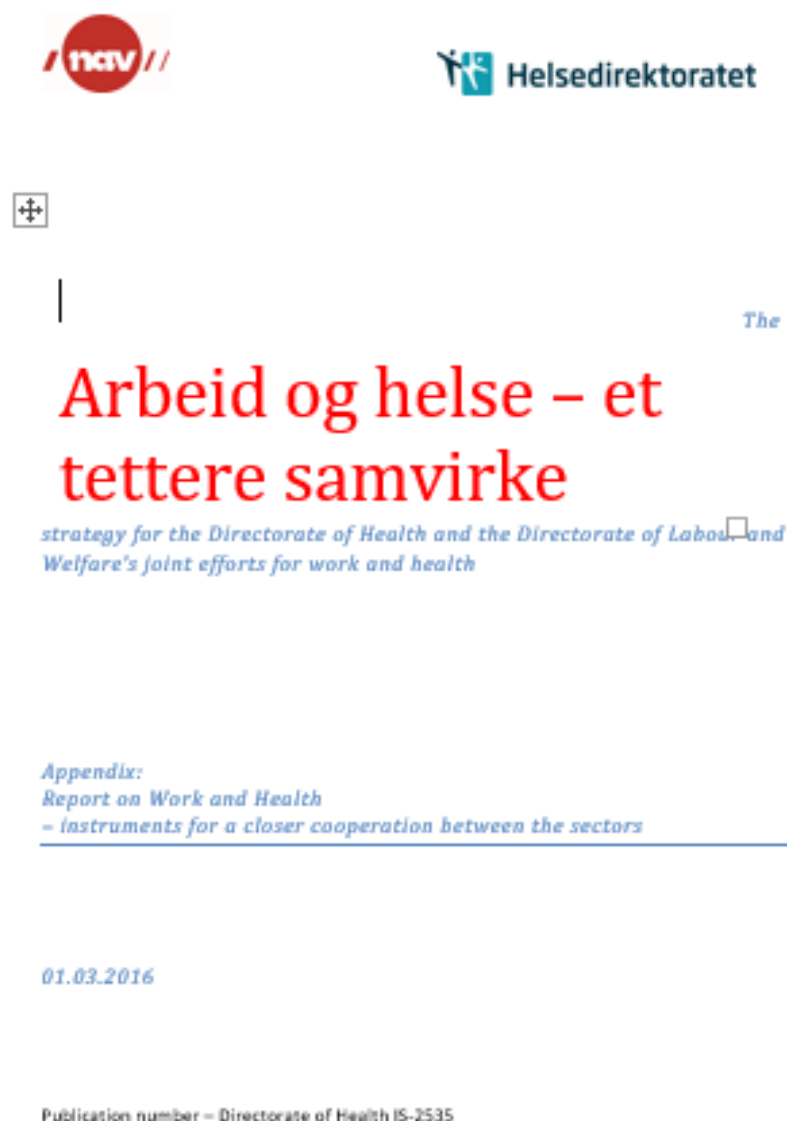 nav
Helsedirektoratet
The
Arbeid og helse – et
tettere samvirke
strategy for the Directorate of Health and the Directorate of Labour and
Welfare's joint efforts for work and health
Appendix:
Report on Work and Health
– instruments for a closer cooperation between the sectors
01.03.2016
Publication number – Directorate of Health IS-2535